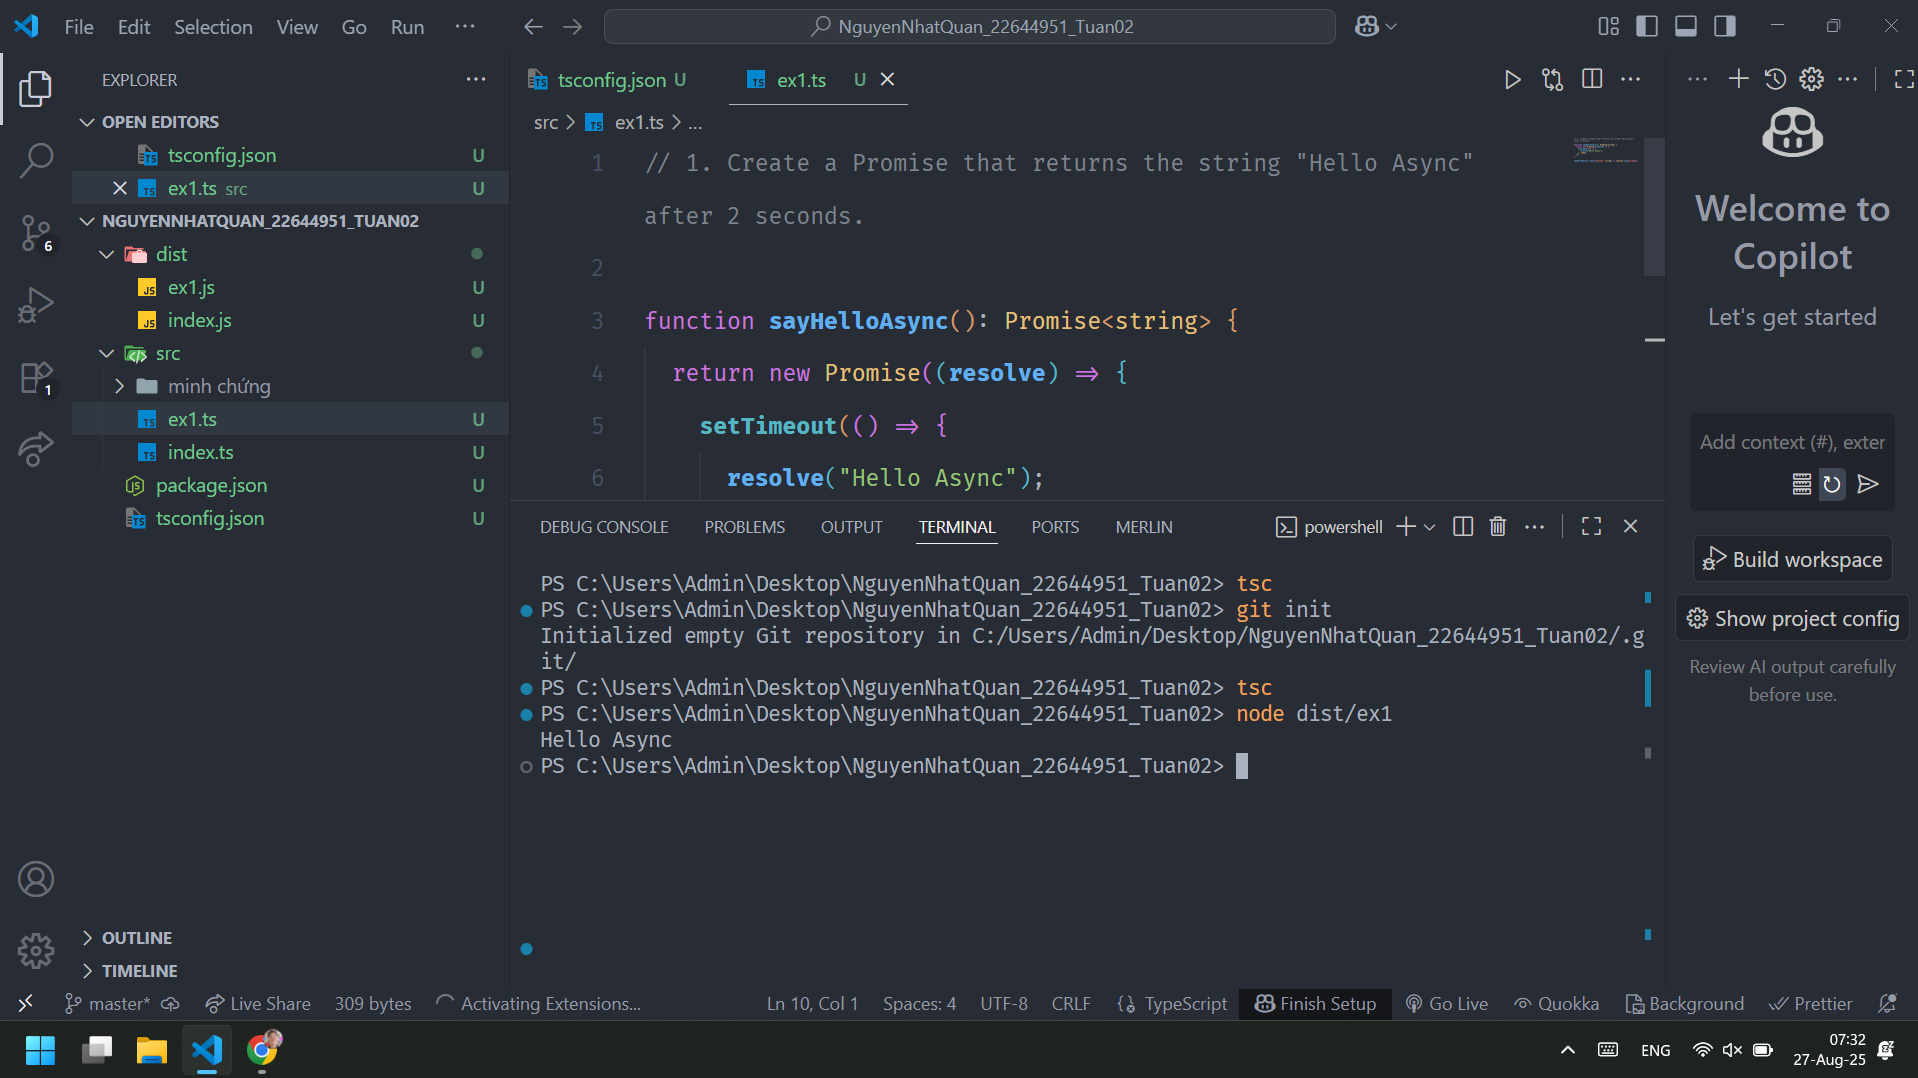 File Edit Selection View Go Run ...
NguyenNhatQuan_22644951_Tuan02
EXPLORER
OPEN EDITORS
tsconfig.json U
ex1.ts src U
NGUYENNHATQUAN_22644951_TUAN02
dist
ex1.js U
index.js U
src
minh chứng
ex1.ts U
index.ts U
package.json U
tsconfig.json U
OUTLINE
TIMELINE
6
1
tsconfig.json U
ex1.ts U
src > ex1.ts > ...
1 // 1. Create a Promise that returns the string "Hello Async"
after 2 seconds.
2
3 function sayHelloAsync(): Promise<string> {
4 return new Promise((resolve) => {
5 setTimeout(() => {
6 resolve("Hello Async");
DEBUG CONSOLE PROBLEMS OUTPUT TERMINAL PORTS MERLIN powershell
PS C:\Users\Admin\Desktop\NguyenNhatQuan_22644951_Tuan02> tsc
PS C:\Users\Admin\Desktop\NguyenNhatQuan_22644951_Tuan02> git init
Initialized empty Git repository in C:/Users/Admin/Desktop/NguyenNhatQuan_22644951_Tuan02/.g
it/
PS C:\Users\Admin\Desktop\NguyenNhatQuan_22644951_Tuan02> tsc
PS C:\Users\Admin\Desktop\NguyenNhatQuan_22644951_Tuan02> node dist/ex1
Hello Async
PS C:\Users\Admin\Desktop\NguyenNhatQuan_22644951_Tuan02>
Welcome to
Copilot
Let's get started
Add context (#), exter
Build workspace
Show project config
Review AI output carefully
before use.
master* Live Share 309 bytes Activating Extensions... Ln 10, Col 1 Spaces: 4 UTF-8 CRLF {} TypeScript Finish Setup Go Live Quokka Background Prettier
ENG
07:32
27-Aug-25